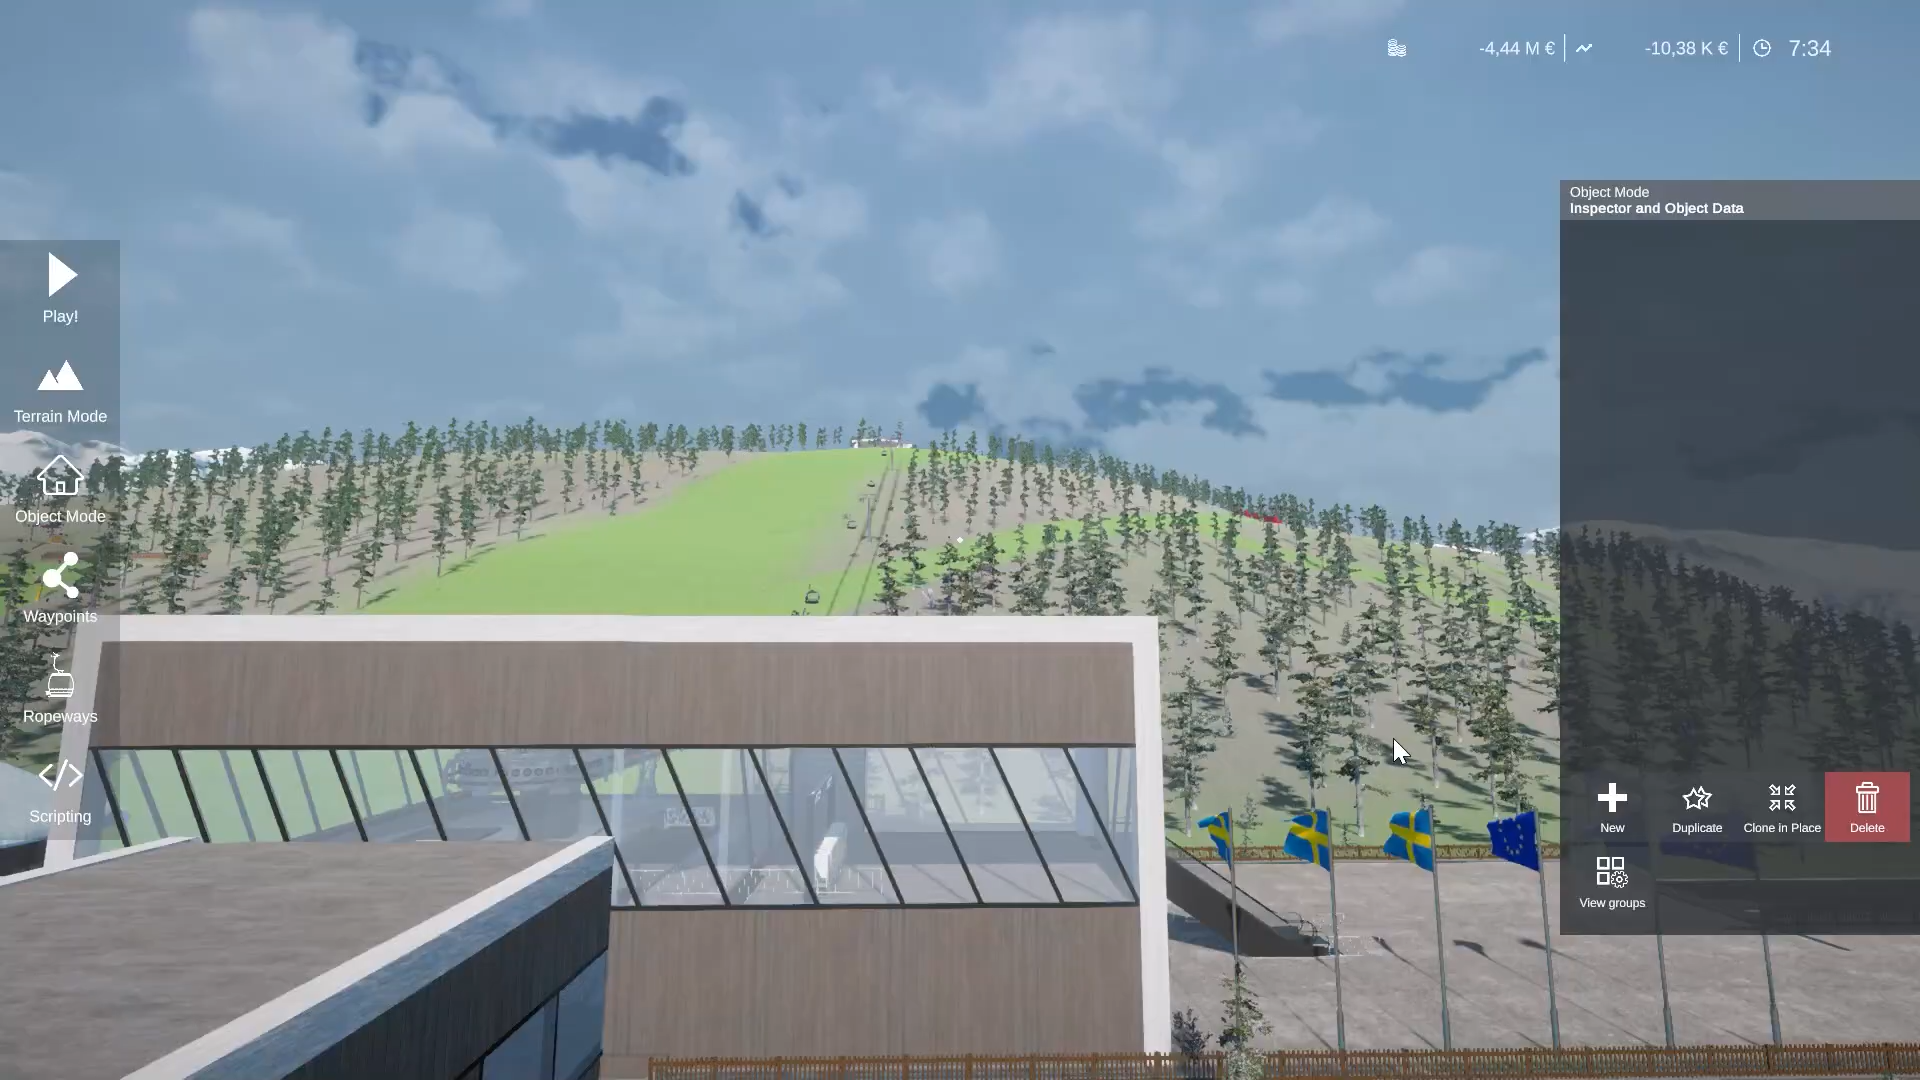 -4,44 M €
-10,38 K €
7:34
Object Mode
Inspector and Object Data
Play!
Terrain Mode
Object Mode
Waypoints
Ropeways
Scripting
New
Duplicate
Clone in Place
Delete
View groups